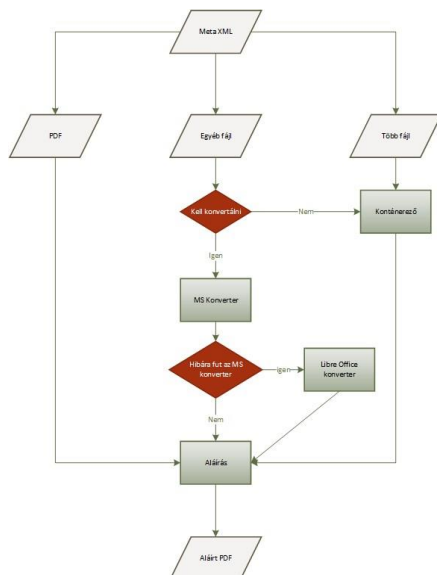 Meta XML
PDF
Egyéb fájl
Több fájl
Kell konvertálni
Nem
Konténerező
Igen
MS Konverter
Hibára fut az MS
konverter
igen
Libre Office
konverter
Nem
Aláírás
Aláírt PDF